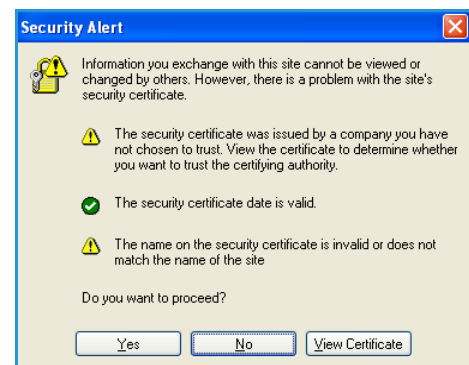 Security Alert
Information you exchange with this site cannot be viewed or
changed by others. However, there is a problem with the site's
security certificate.
The security certificate was issued by a company you have
not chosen to trust. View the certificate to determine whether
you want to trust the certifying authority.
The security certificate date is valid.
The name on the security certificate is invalid or does not
match the name of the site
Do you want to proceed?
Yes No View Certificate